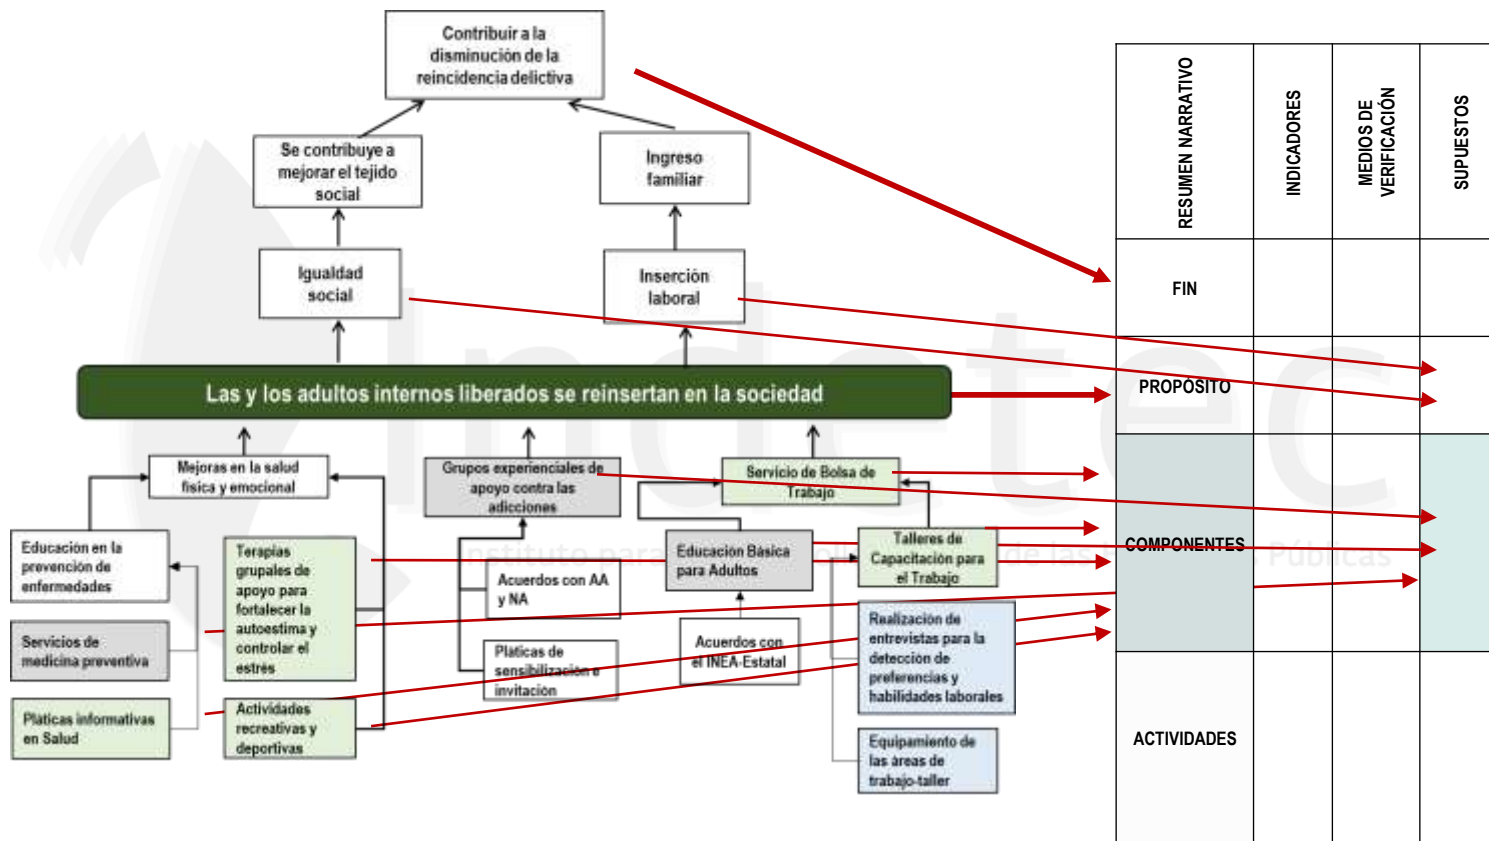 Contribuir a la
disminución de la
reincidencia delictiva
Se contribuye a
mejorar el tejido
social
Ingreso
familiar
Igualdad
social
Inserción
laboral
Las y los adultos internos liberados se reinsertan en la sociedad
Mejoras en la salud
física y emocional
Grupos experienciales de
apoyo contra las
adicciones
Servicio de Bolsa de
Trabajo
Educación en la
prevención de
enfermedades
Terapias
grupales de
apoyo para
fortalecer la
autoestima y
controlar el
estrés
Acuerdos con AA
y NA
Educación Básica
para Adultos
Talleres de
Capacitación para
el Trabajo
Servicios de
medicina preventiva
Pláticas de
sensibilización e
invitación
Acuerdos con
el INEA-Estatal
Realización de
entrevistas para la
detección de
preferencias y
habilidades laborales
Pláticas informativas
en Salud
Actividades
recreativas y
deportivas
Equipamiento de
las áreas de
trabajo-taller
RESUMEN NARRATIVO
INDICADORES
MEDIOS DE
VERIFICACIÓN
SUPUESTOS
FIN
PROPÓSITO
COMPONENTES
ACTIVIDADES
Indetec
Instituto para de las Públicas